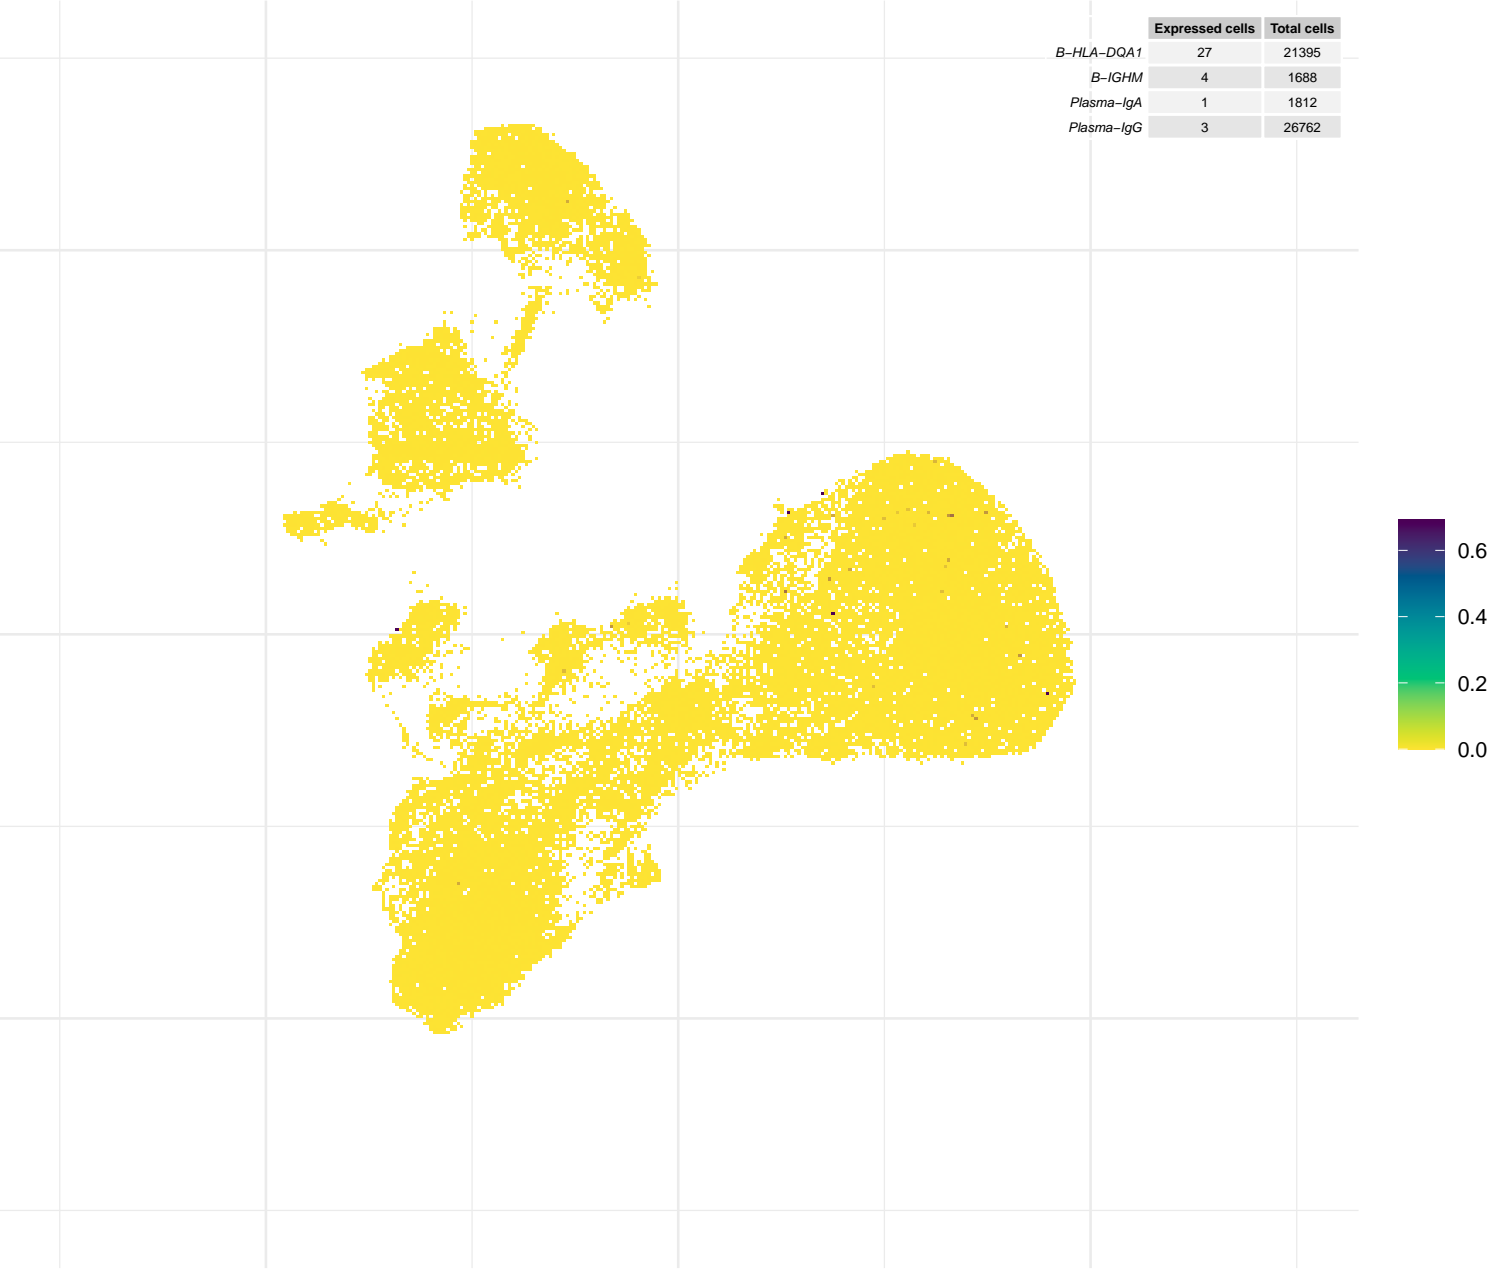 Expressed cells Total cells
B−HLA−DQA1 27 21395
B−IGHM 4 1688
Plasma−IgA 1 1812
Plasma−IgG 3 26762
0.6
0.4
0.2
0.0